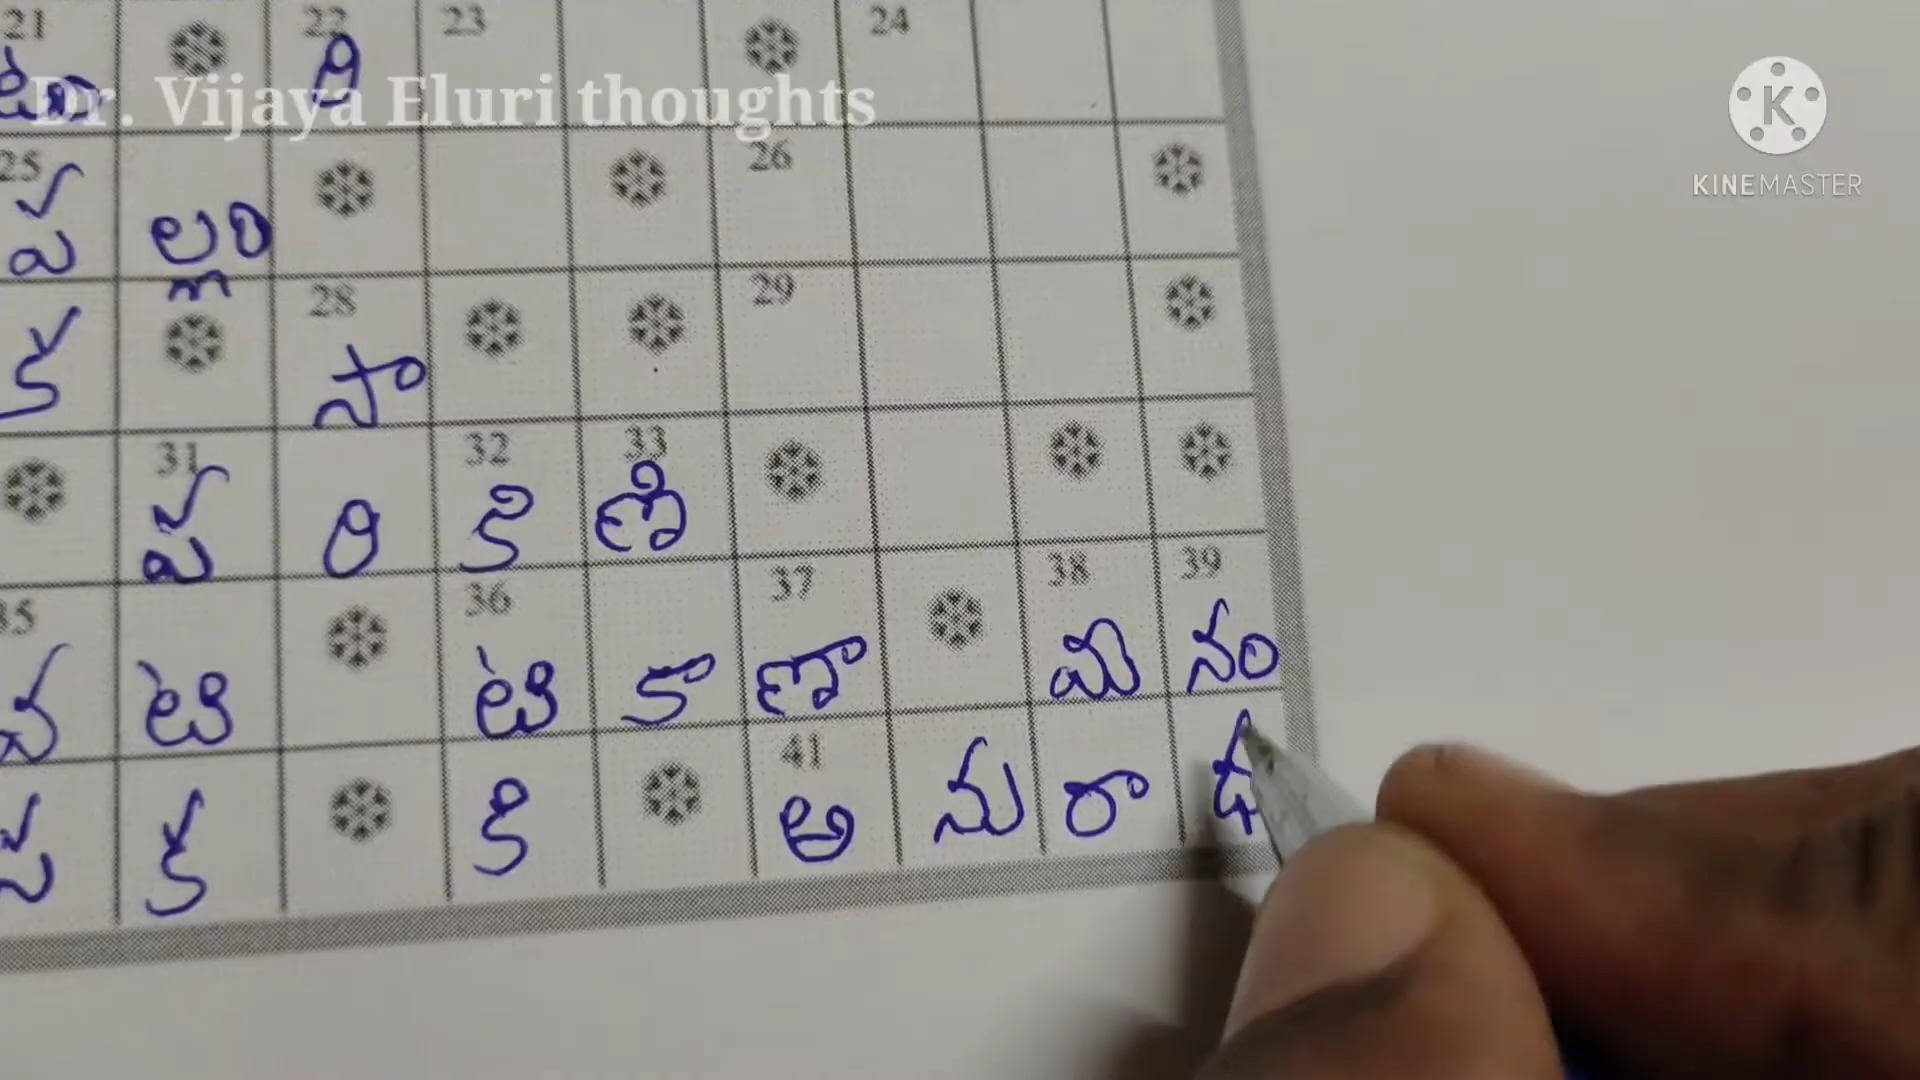 21 22 23 24
టు రి
Dr. Vijaya Eluri thoughts
KINEMASTER
25 26
ప ల్లం
28 29
క సా
31 32 33
ప రి కి ణి
35 36 37 38 39
వ టి టి కా ణా మీ నం
41
ప క కి అ ను రా ధ